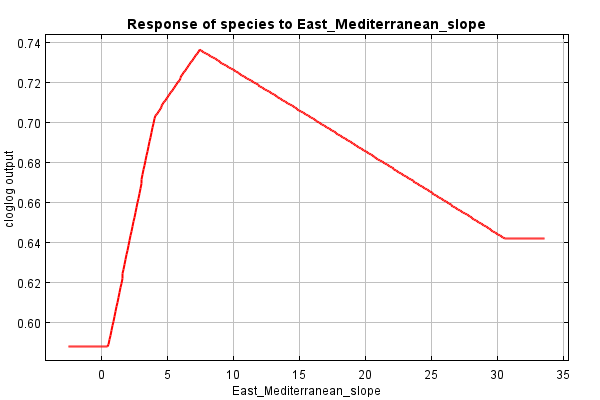 Response of species to East_Mediterranean_slope
0.74
0.72
0.70
0.68
0.66
0.64
0.62
0.60
cloglog output
0 5 10 15 20 25 30 35
East_Mediterranean_slope